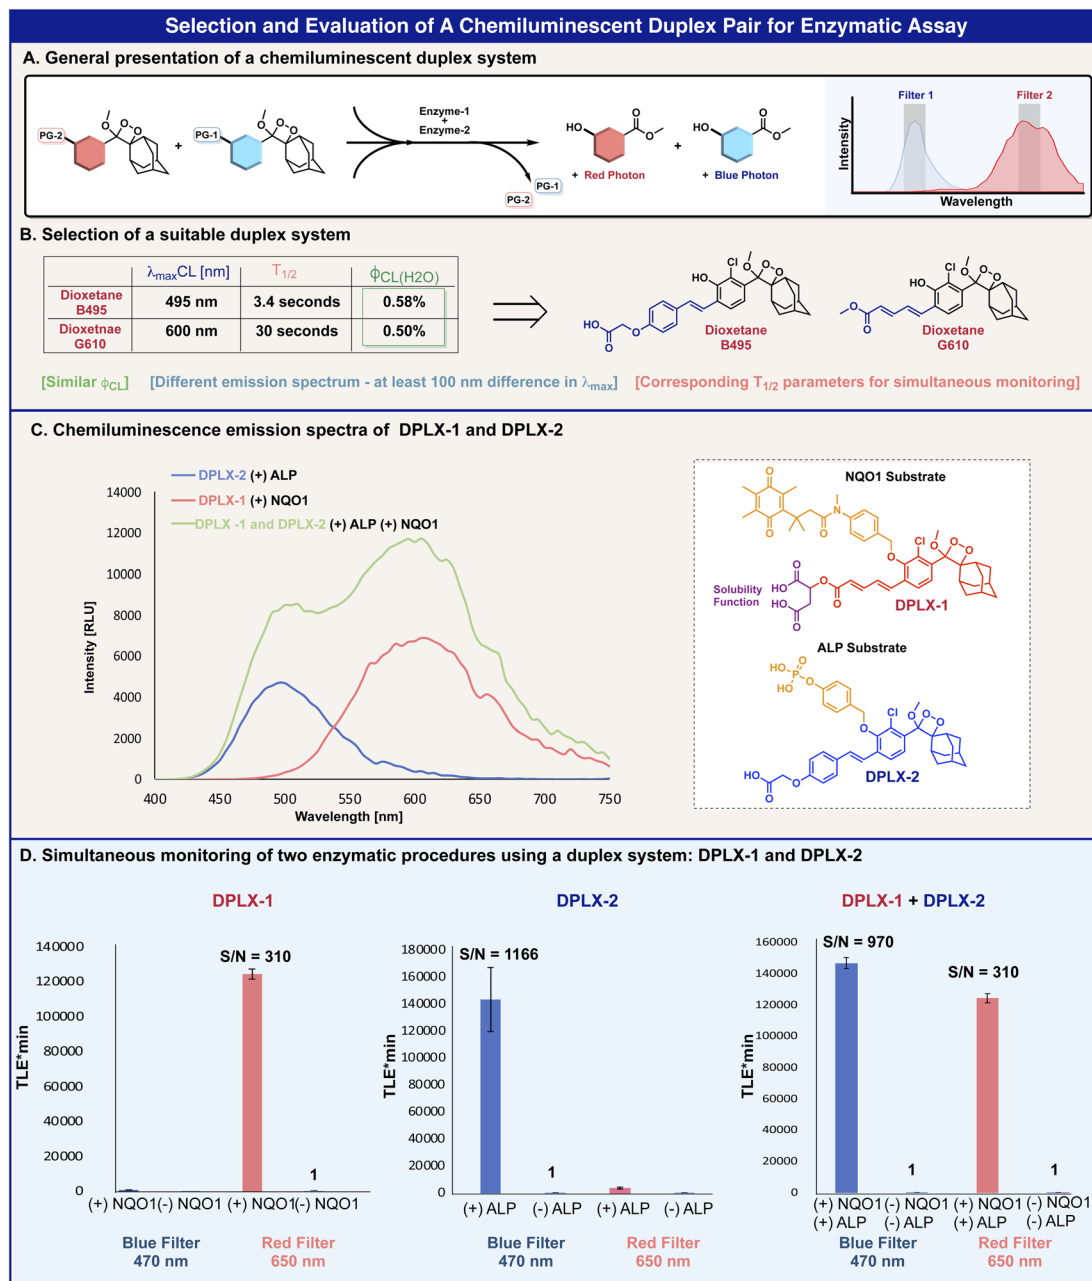 Selection and Evaluation of A Chemiluminescent Duplex Pair for Enzymatic Assay
A. General presentation of a chemiluminescent duplex system
PG-2
O
O
O
+
PG-1
O
O
O
Enzyme-1
+
Enzyme-2
PG-1
PG-2
HO
O
O
+ Red Photon
+
HO
O
O
+ Blue Photon
Filter 1
Filter 2
Intensity
Wavelength
B. Selection of a suitable duplex system
λmaxCL [nm]
T1/2
ϕCL(H2O)
Dioxetane
B495
495 nm
3.4 seconds
0.58%
Dioxetnae
G610
600 nm
30 seconds
0.50%
HO
O
O
OH
Cl
O
O
O
Dioxetane
B495
O
O
HO
Cl
O
O
O
Dioxetane
G610
[Similar ϕCL]
[Different emission spectrum - at least 100 nm difference in λmax]
[Corresponding T1/2 parameters for simultaneous monitoring]
C. Chemiluminescence emission spectra of DPLX-1 and DPLX-2
DPLX-2 (+) ALP
DPLX-1 (+) NQO1
DPLX -1 and DPLX-2 (+) ALP (+) NQO1
Intensity [RLU]
14000
12000
10000
8000
6000
4000
2000
0
400
450
500
550
600
650
700
750
Wavelength [nm]
NQO1 Substrate
O
O
O
N
O
Cl
O
O
O
Solubility
Function
O
HO
HO
O
O
O
DPLX-1
ALP Substrate
HO
O
P
HO
O
O
Cl
O
O
O
HO
O
O
DPLX-2
D. Simultaneous monitoring of two enzymatic procedures using a duplex system: DPLX-1 and DPLX-2
DPLX-1
TLE*min
140000
120000
100000
80000
60000
40000
20000
0
S/N = 310
1
(+) NQO1
(-) NQO1
(+) NQO1
(-) NQO1
Blue Filter
470 nm
Red Filter
650 nm
DPLX-2
TLE*min
180000
160000
140000
120000
100000
80000
60000
40000
20000
0
S/N = 1166
1
(+) ALP
(-) ALP
(+) ALP
(-) ALP
Blue Filter
470 nm
Red Filter
650 nm
DPLX-1 + DPLX-2
TLE*min
160000
140000
120000
100000
80000
60000
40000
20000
0
S/N = 970
S/N = 310
1
1
(+) NQO1
(+) ALP
(-) NQO1
(-) ALP
(+) NQO1
(+) ALP
(-) NQO1
(-) ALP
Blue Filter
470 nm
Red Filter
650 nm